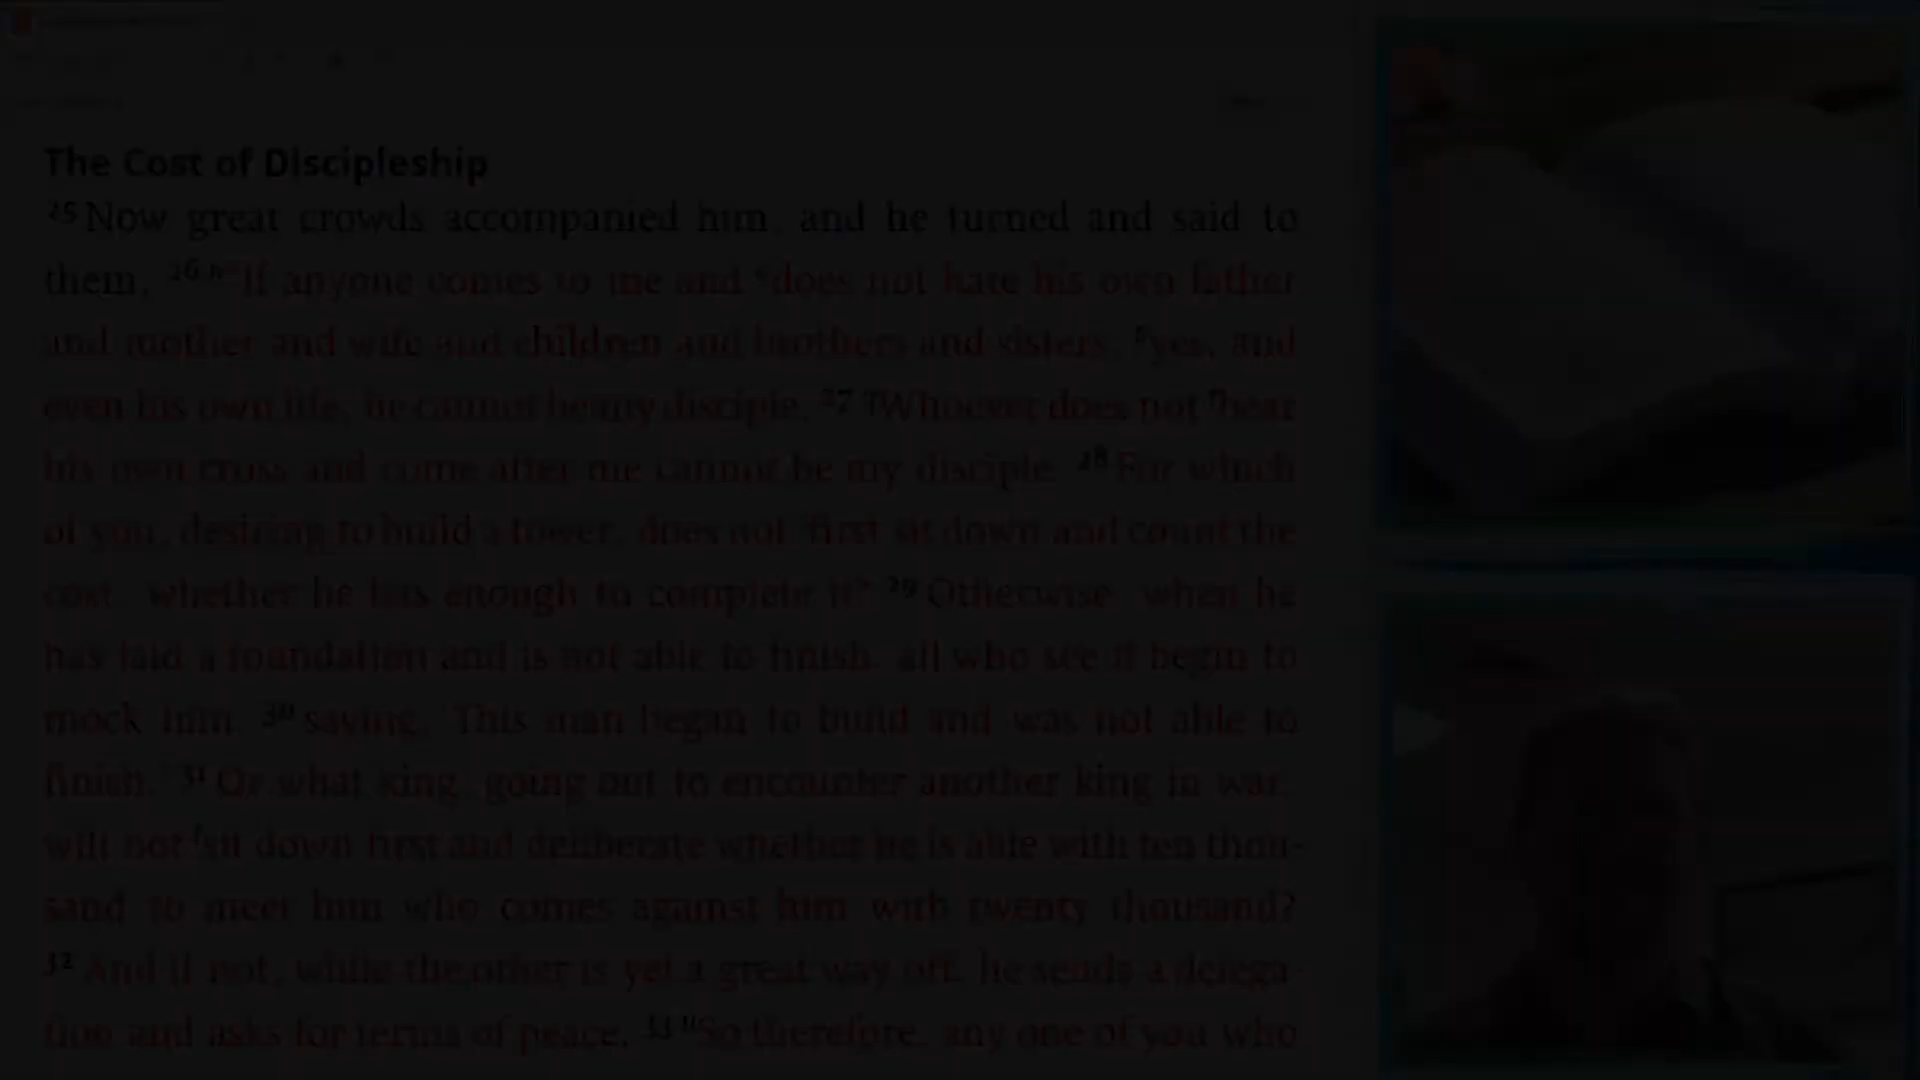 The Cost of Discipleship
25 Now great crowds accompanied him, and he turned and said to
them, 26 h "If anyone comes to me and does not hate his own father
and mother and wife and children and brothers and sisters, yes, and
even his own life, he cannot be my disciple. 27 Whoever does not bear
his own cross and come after me cannot be my disciple. 28 For which
of you, desiring to build a tower, does not first sit down and count the
cost, whether he has enough to complete it? 29 Otherwise, when he
has laid a foundation and is not able to finish, all who see it begin to
mock him, 30 saying, 'This man began to build and was not able to
finish.' 31 Or what king, going out to encounter another king in war,
will not sit down first and deliberate whether he is able with ten thou-
sand to meet him who comes against him with twenty thousand?
32 And if not, while the other is yet a great way off, he sends a delega-
tion and asks for terms of peace. 33 So therefore, any one of you who